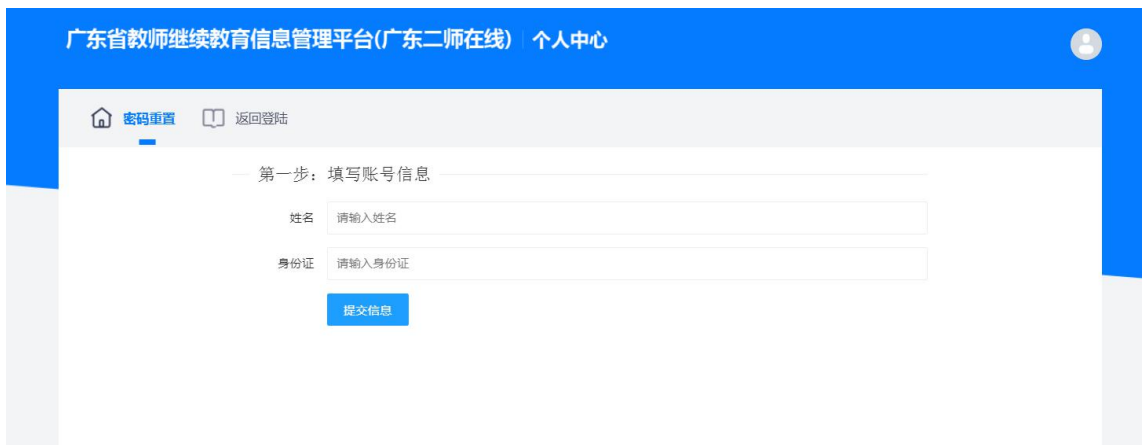 广东省教师继续教育信息管理平台(广东二师在线) 个人中心
密码重置 返回登陆
第一步：填写账号信息
姓名 请输入姓名
身份证 请输入身份证
提交信息